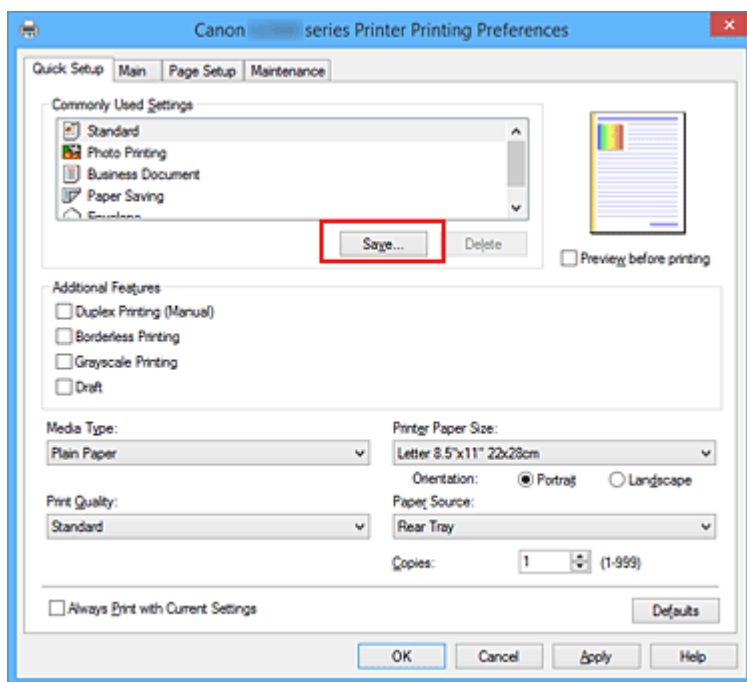 Canon series Printer Printing Preferences
Quick Setup Main Page Setup Maintenance
Commonly Used Settings
Standard
Photo Printing
Business Document
Paper Saving
Envelope
Save... Delete
Preview before printing
Additional Features
Duplex Printing (Manual)
Borderless Printing
Grayscale Printing
Draft
Media Type: Printer Paper Size:
Plain Paper Letter 8.5"x11" 22x28cm
Orientation: Portrait Landscape
Print Quality: Paper Source:
Standard Rear Tray
Copies: 1 (1-999)
Always Print with Current Settings Defaults
OK Cancel Apply Help